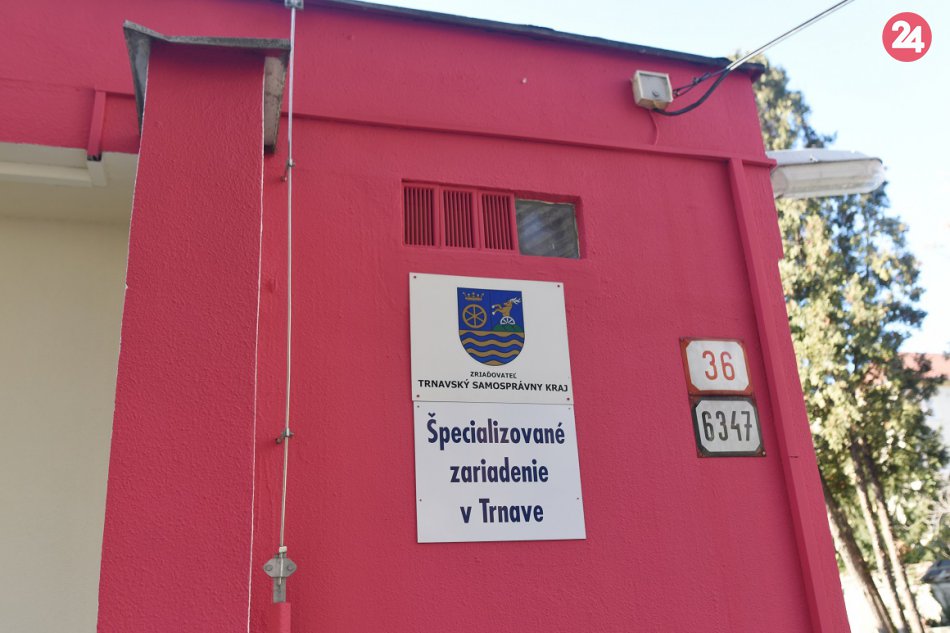 24
ZRIAĎOVATEĽ
TRNAVSKÝ SAMOSPRÁVNY KRAJ
Špecializované
zariadenie
v Trnave
36
6347